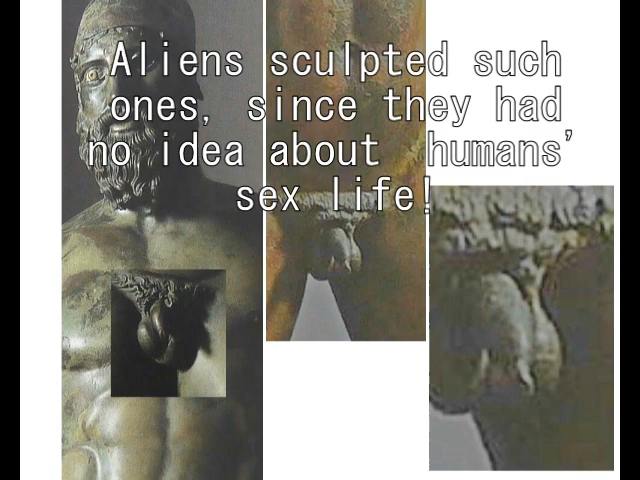 Aliens sculpted such
ones, since they had
no idea about humans'
sex life!